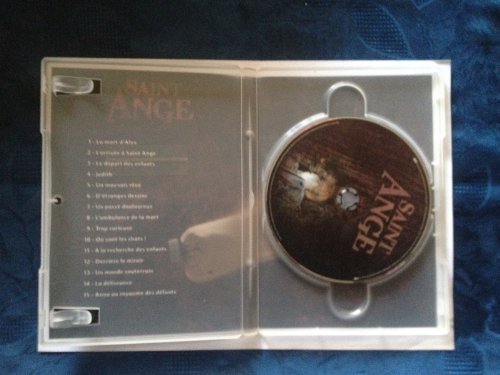 SAINT
ANGE
1 - La mort d'Alex
2 - L'arrivée à Saint Ange
3 - Le départ des enfants
4 - Judith
5 - Un mauvais rêve
6 - D'étranges dessins
7 - Un passé douloureux
8 - L'ambulance de la mort
9 - Trop curieuse
10 - Où sont les chats !
11 - A la recherche des enfants
12 - Derrière le miroir
13 - Un monde souterrain
14 - La délivrance
15 - Anna au royaume des défunts
SAINT
ANGE